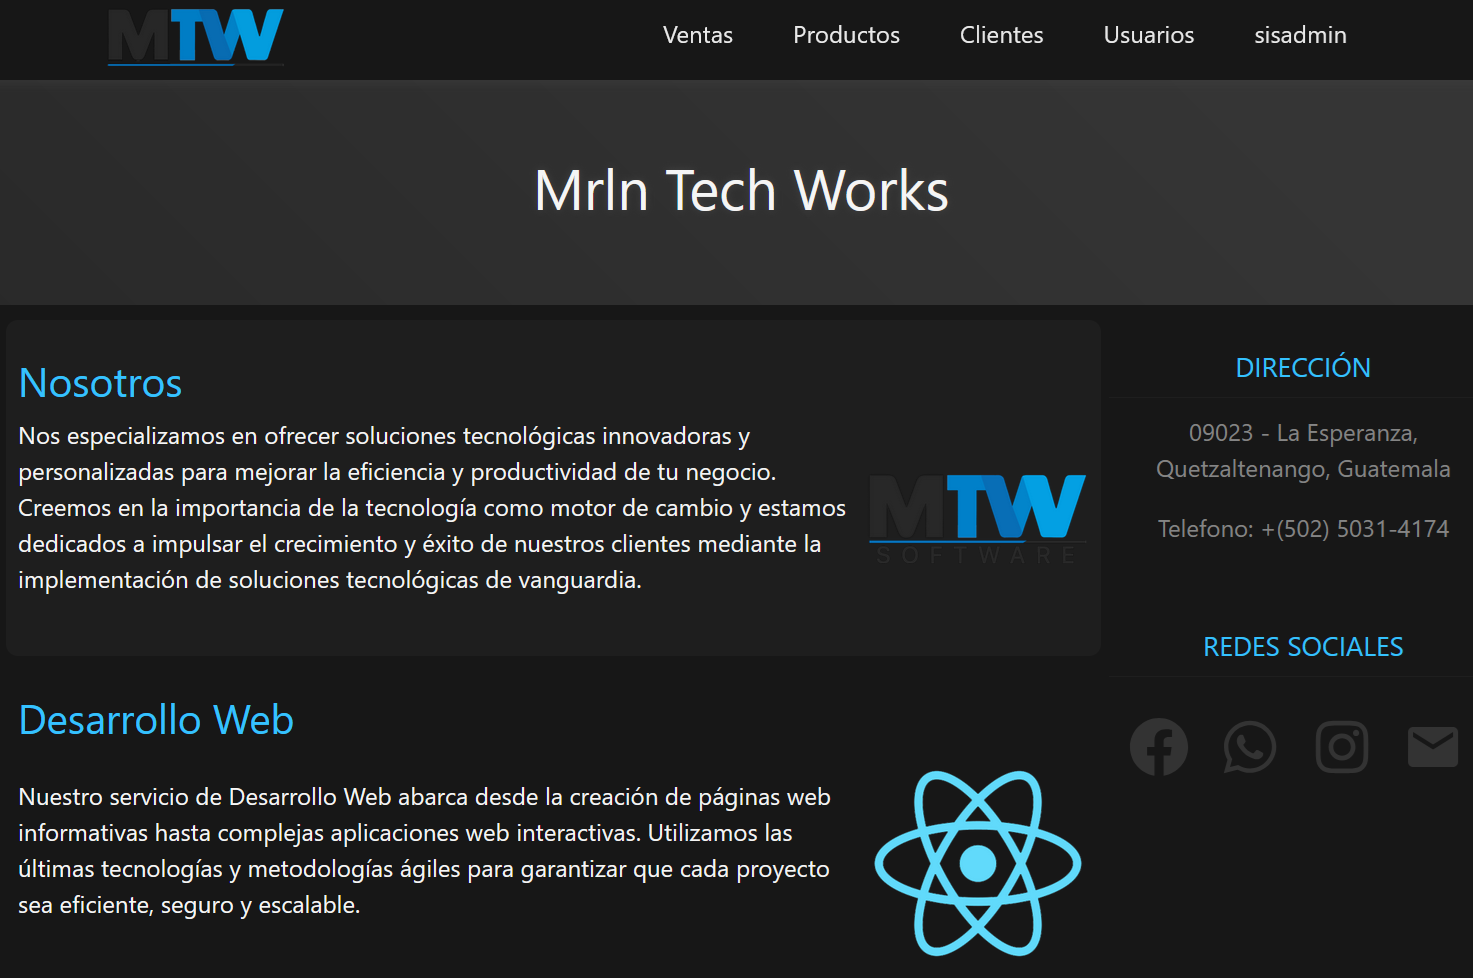 MTW
Ventas
Productos
Clientes
Usuarios
sisadmin
Mrln Tech Works
Nosotros
Nos especializamos en ofrecer soluciones tecnológicas innovadoras y
personalizadas para mejorar la eficiencia y productividad de tu negocio.
Creemos en la importancia de la tecnología como motor de cambio y estamos
dedicados a impulsar el crecimiento y éxito de nuestros clientes mediante la
implementación de soluciones tecnológicas de vanguardia.
MTW
SOFTWARE
Desarrollo Web
Nuestro servicio de Desarrollo Web abarca desde la creación de páginas web
informativas hasta complejas aplicaciones web interactivas. Utilizamos las
últimas tecnologías y metodologías ágiles para garantizar que cada proyecto
sea eficiente, seguro y escalable.
DIRECCIÓN
09023 - La Esperanza,
Quetzaltenango, Guatemala
Telefono: +(502) 5031-4174
REDES SOCIALES